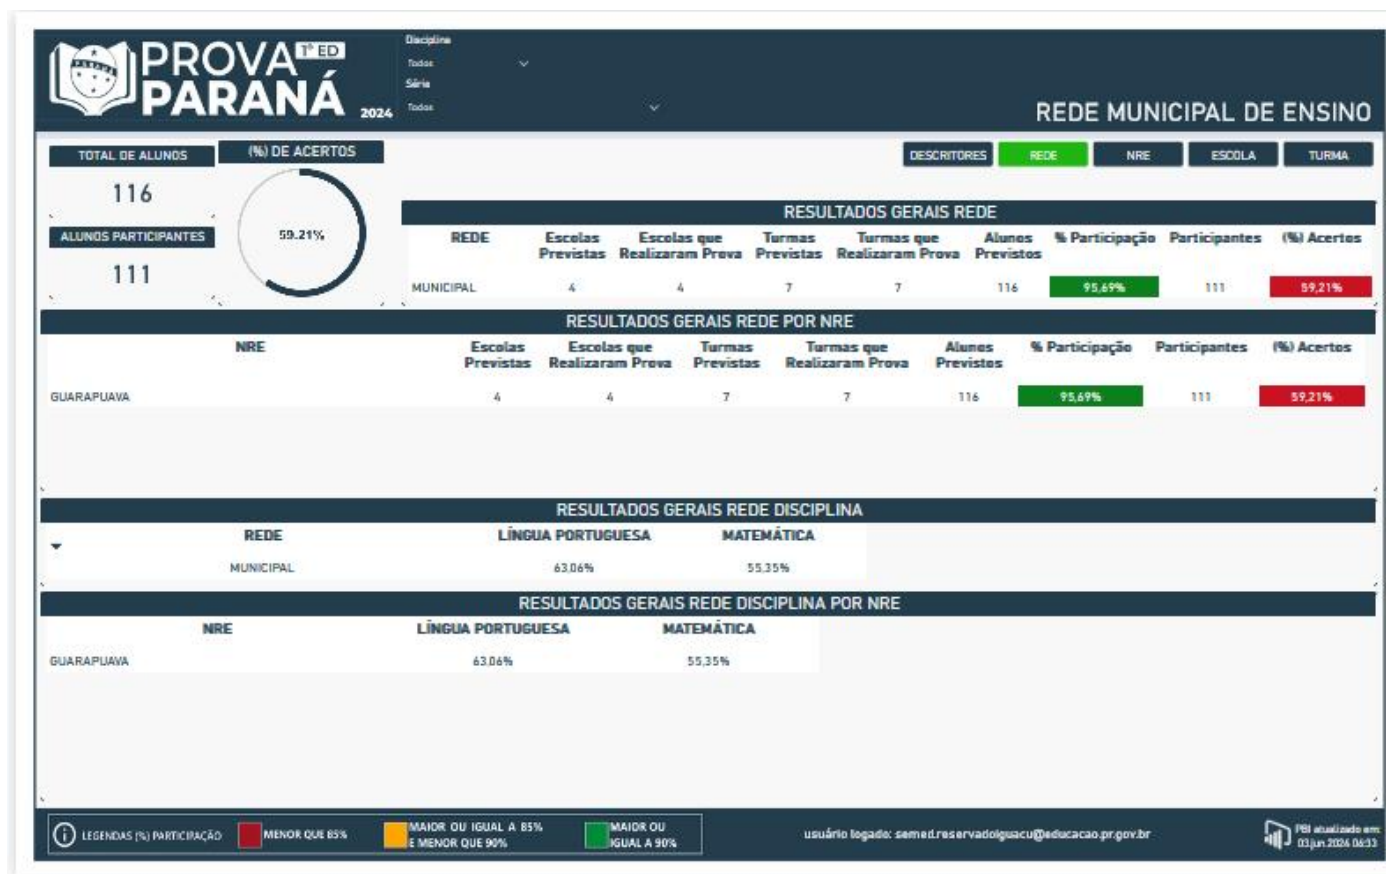 PROVA 1ª ED
PARANÁ 2024
Disciplina
Todos
Série
Todos
REDE MUNICIPAL DE ENSINO
TOTAL DE ALUNOS
116
ALUNOS PARTICIPANTES
111
(%) DE ACERTOS
59.21%
DESCRITORES REDE NRE ESCOLA TURMA
RESULTADOS GERAIS REDE
REDE Escolas Previstas Escolas que Realizaram Prova Turmas Previstas Turmas que Realizaram Prova Alunos Previstos % Participação Participantes (%) Acertos
MUNICIPAL 4 4 7 7 116 95,69% 111 59,21%
RESULTADOS GERAIS REDE POR NRE
NRE Escolas Previstas Escolas que Realizaram Prova Turmas Previstas Turmas que Realizaram Prova Alunos Previstos % Participação Participantes (%) Acertos
GUARAPUAVA 4 4 7 7 116 95,69% 111 59,21%
RESULTADOS GERAIS REDE DISCIPLINA
REDE LÍNGUA PORTUGUESA MATEMÁTICA
MUNICIPAL 63,06% 55,35%
RESULTADOS GERAIS REDE DISCIPLINA POR NRE
NRE LÍNGUA PORTUGUESA MATEMÁTICA
GUARAPUAVA 63,06% 55,35%
LEGENDAS (%) PARTICIPAÇÃO
MENOR QUE 85%
MAIOR OU IGUAL A 85%
E MENOR QUE 90%
MAIOR OU
IGUAL A 90%
usuário logado: semed.reservadoiguacu@educacao.pr.gov.br
PBI atualizado em:
03.jun.2024 06:33